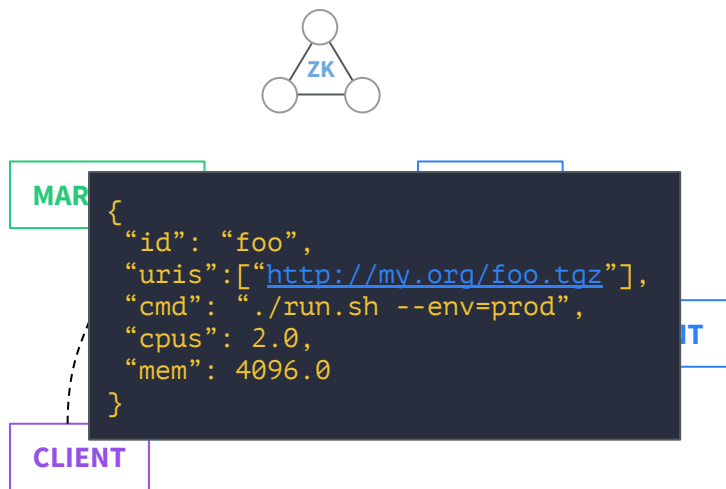 ZK
MAR
{
“id”: “foo”,
“uris”:[“http://my.org/foo.tgz”],
“cmd”: “./run.sh --env=prod”,
“cpus”: 2.0,
“mem”: 4096.0
}
NT
CLIENT